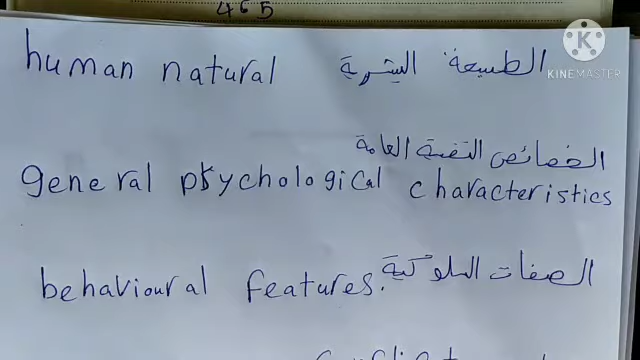 465
human natural الطبيعة البشرية
الخصائص النفسية العامة
general psychological characteristics
behavioural features. الصفات السلوكية
KINEMASTER